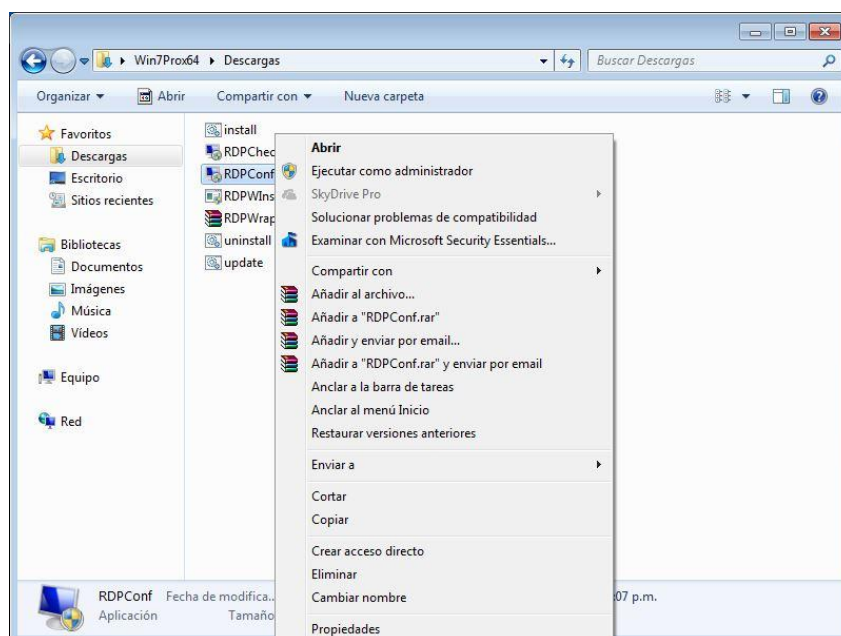 Win7Prox64 ▸ Descargas
Buscar Descargas
Organizar
Abrir
Compartir con
Nueva carpeta
Favoritos
Descargas
Escritorio
Sitios recientes
Bibliotecas
Documentos
Imágenes
Música
Vídeos
Equipo
Red
install
RDPChec
RDPConf
RDPWIns
RDPWrap
uninstall
update
Abrir
Ejecutar como administrador
SkyDrive Pro
Solucionar problemas de compatibilidad
Examinar con Microsoft Security Essentials...
Compartir con
Añadir al archivo...
Añadir a "RDPConf.rar"
Añadir y enviar por email...
Añadir a "RDPConf.rar" y enviar por email
Anclar a la barra de tareas
Anclar al menú Inicio
Restaurar versiones anteriores
Enviar a
Cortar
Copiar
Crear acceso directo
Eliminar
Cambiar nombre
Propiedades
RDPConf Fecha de modifica... :07 p.m.
Aplicación Tamaño